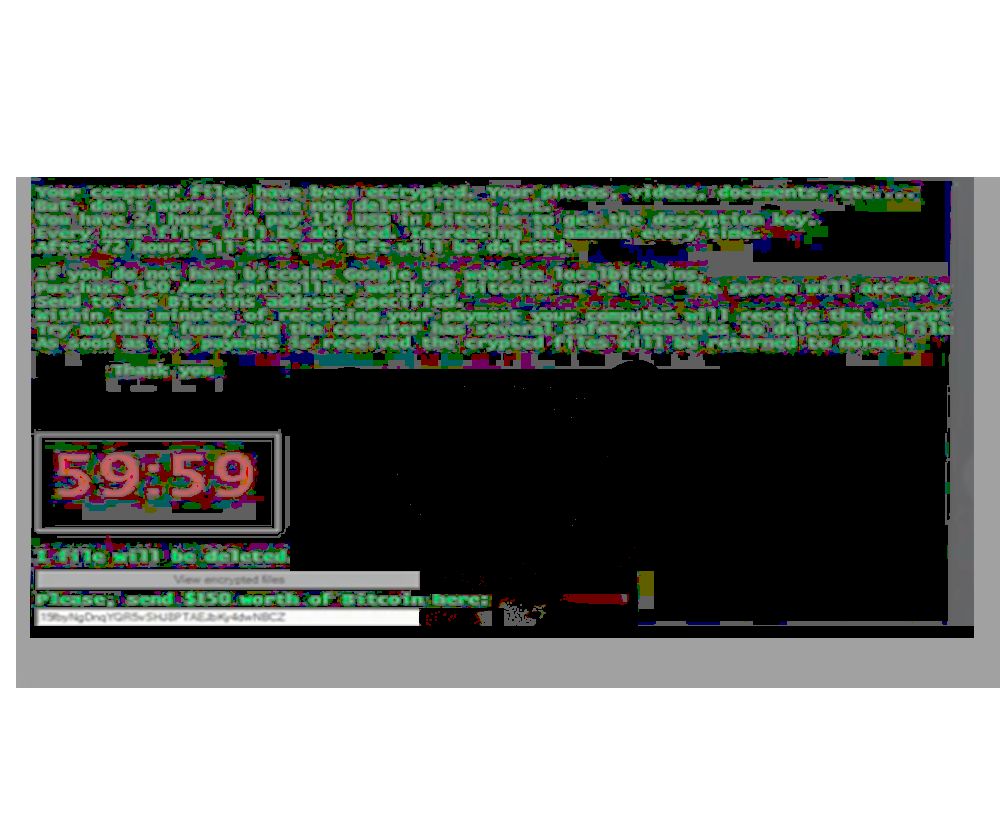 Your computer files have been encrypted. Your photos, videos, documents, etc...
But, don't worry! I have not deleted them, yet.
You have 24 hours to pay 150 USD in Bitcoins to get the decryption key.
Every hour files will be deleted. Increasing in amount every time.
After 72 hours all that are left will be deleted.
If you do not have bitcoins Google the website localbitcoins.
Purchase 150 American Dollars worth of Bitcoins or .4 BTC. The system will accept
Send to the Bitcoins address specified.
Within two minutes of receiving your payment your computer will receive the decrypt
Try anything funny and the computer has several safety measures to delete your file
As soon as the payment is received the crypted files will be returned to normal.
Thank you
59:59
1 file will be deleted
View encrypted files
Please, send $150 worth of Bitcoin here: